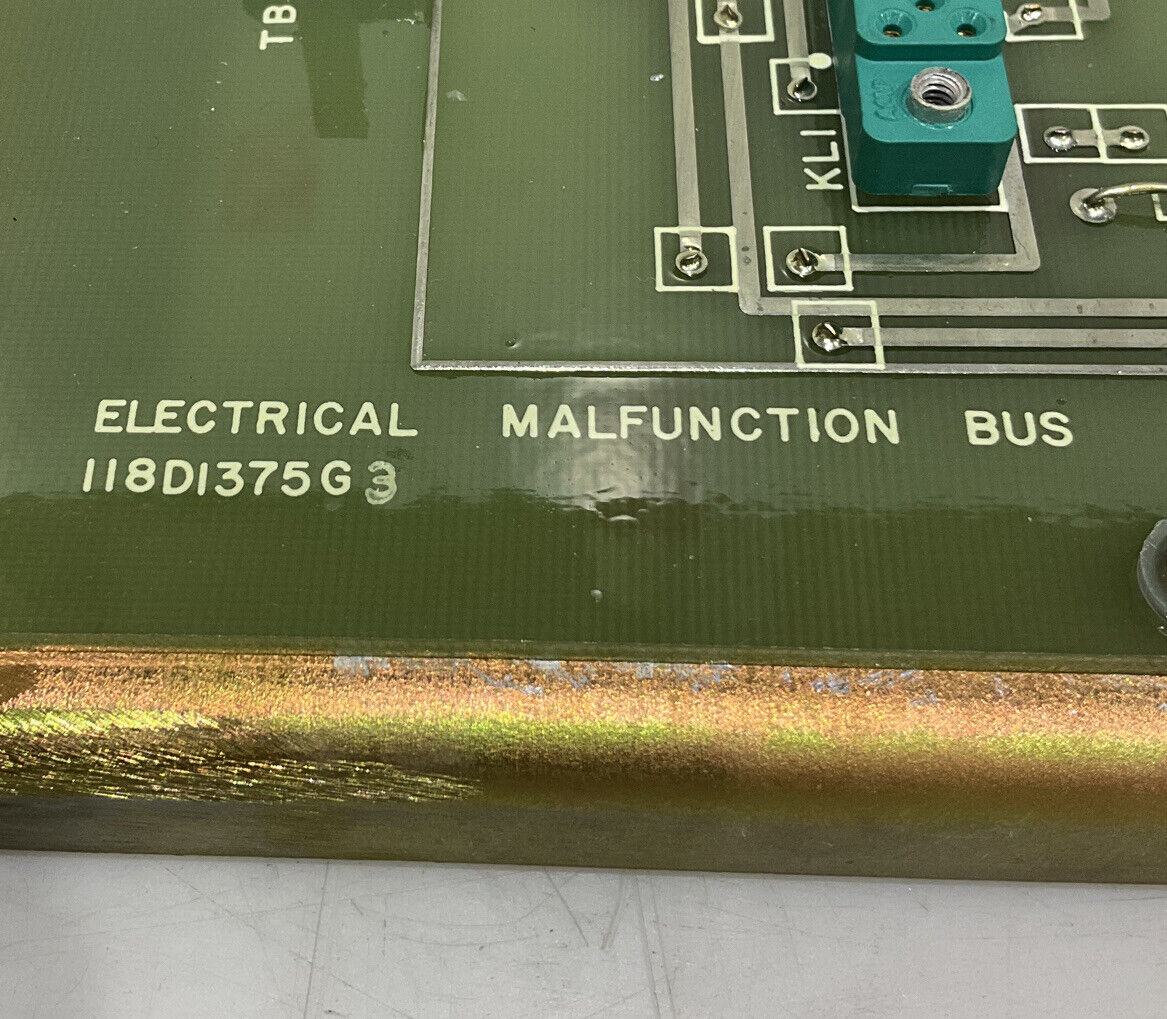 TB
KL1
ELECTRICAL MALFUNCTION BUS
118D1375G3